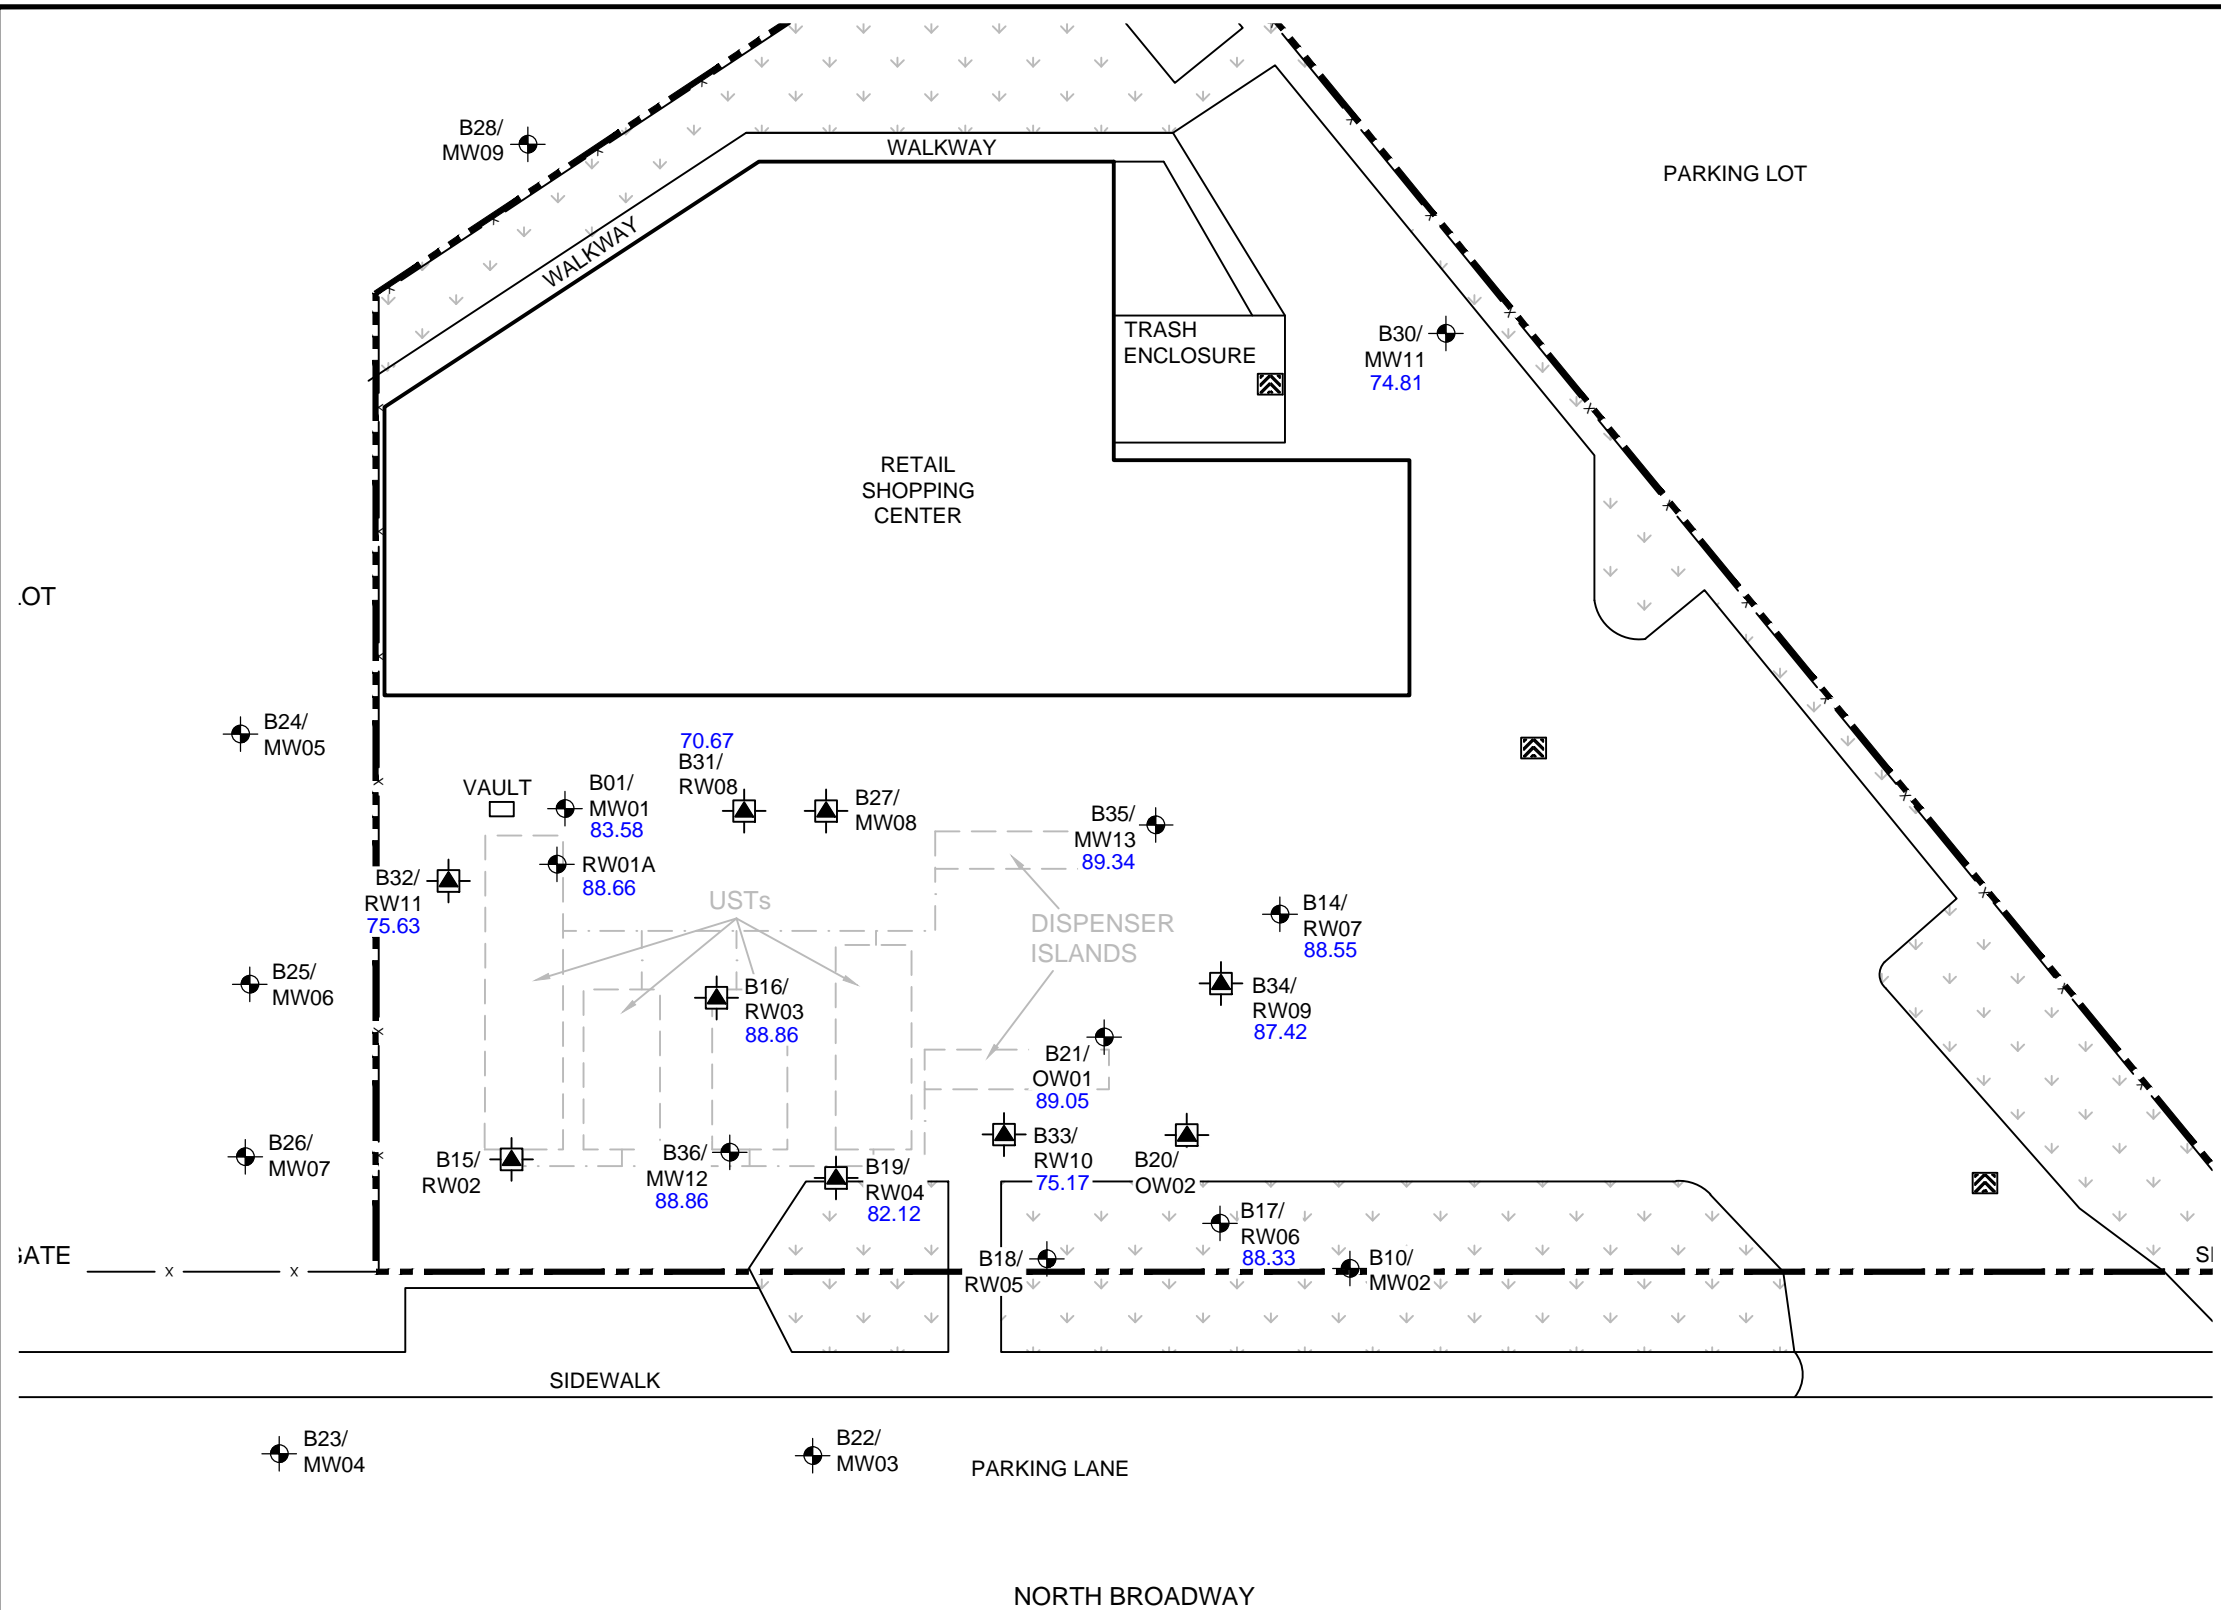 B28/
MW09
WALKWAY
PARKING LOT
WALKWAY
TRASH
ENCLOSURE
B30/
MW11
74.81
RETAIL
SHOPPING
CENTER
.OT
B24/
MW05
70.67
B31/
RW08
VAULT
B01/
MW01
83.58
B27/
MW08
B35/
MW13
89.34
RW01A
88.66
B32/
RW11
75.63
USTs
DISPENSER
ISLANDS
B14/
RW07
88.55
B25/
MW06
B16/
RW03
88.86
B34/
RW09
87.42
B21/
OW01
89.05
B26/
MW07
B15/
RW02
B36/
MW12
88.86
B19/
RW04
82.12
B33/
RW10
75.17
B20/
OW02
B17/
RW06
88.33
B18/
RW05
B10/
MW02
ATE
x x
SIDEWALK
B23/
MW04
B22/
MW03
PARKING LANE
NORTH BROADWAY